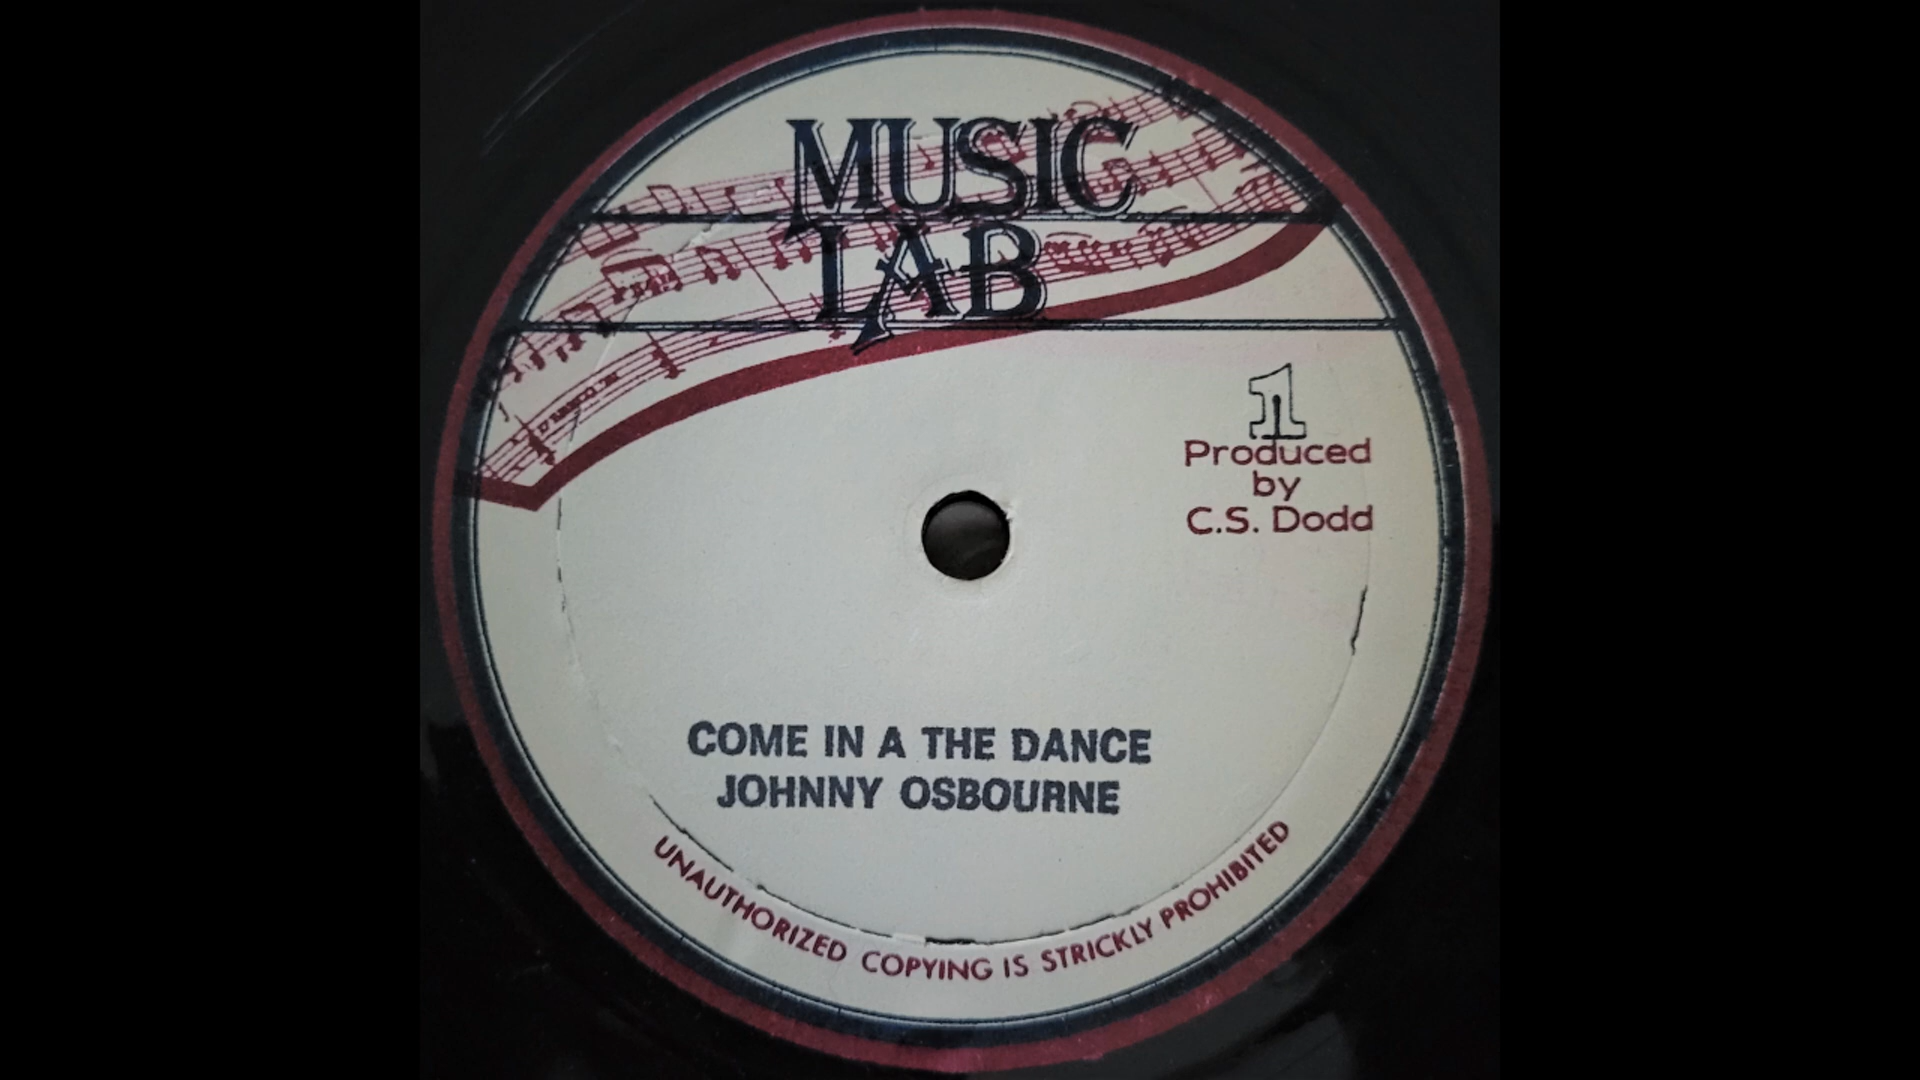 MUSIC
LAB
1
Produced
by
C.S. Dodd
COME IN A THE DANCE
JOHNNY OSBOURNE
UNAUTHORIZED COPYING IS STRICKLY PROHIBITED